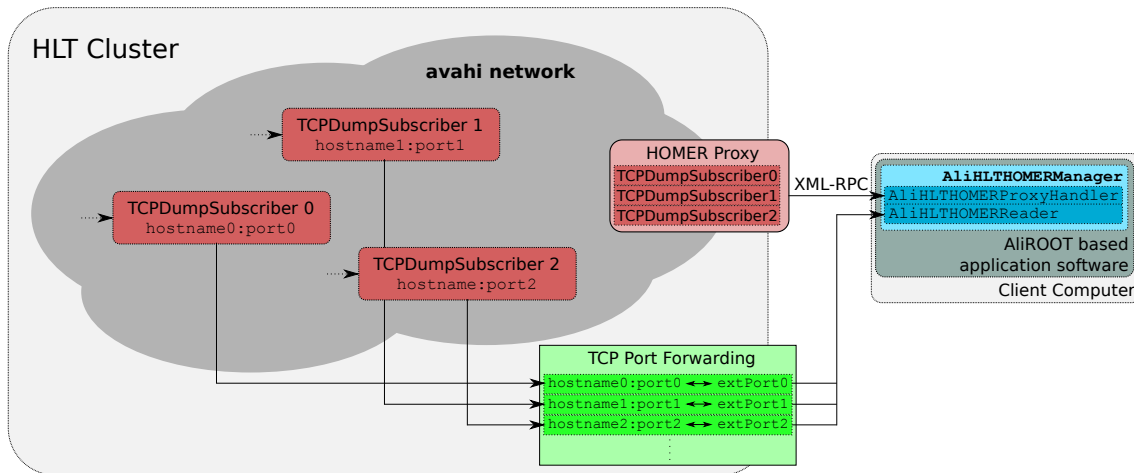 HLT Cluster
avahi network
TCPDumpSubscriber 1
hostname1:port1
TCPDumpSubscriber 0
hostname0:port0
TCPDumpSubscriber 2
hostname:port2
HOMER Proxy
TCPDumpSubscriber0
TCPDumpSubscriber1
TCPDumpSubscriber2
XML-RPC
AliHLTHOMERManager
AliHLTHOMERProxyHandler
AliHLTHOMERReader
AliROOT based
application software
Client Computer
TCP Port Forwarding
hostname0:port0 ↔ extPort0
hostname1:port1 ↔ extPort1
hostname2:port2 ↔ extPort2